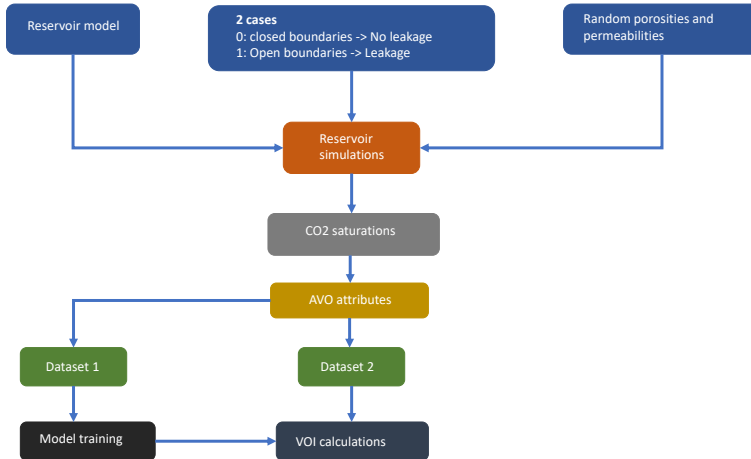 Reservoir model
2 cases
0: closed boundaries -> No leakage
1: Open boundaries -> Leakage
Random porosities and
permeabilities
Reservoir
simulations
CO2 saturations
AVO attributes
Dataset 1
Dataset 2
Model training
VOI calculations